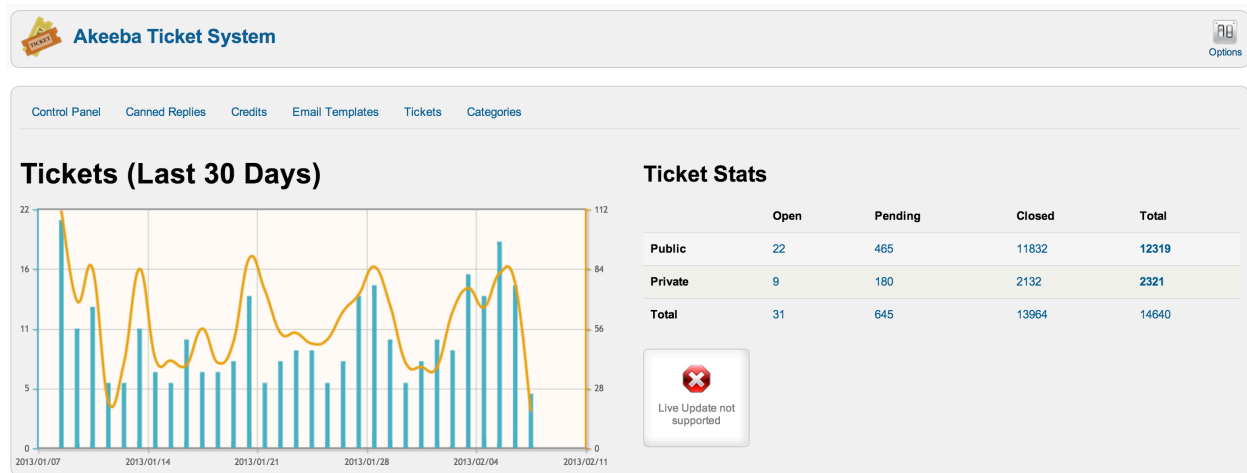 TICKET
Akeeba Ticket System
Options
Control Panel Canned Replies Credits Email Templates Tickets Categories
Tickets (Last 30 Days)
22 112
16 84
11 56
5 28
0 0
2013/01/07 2013/01/14 2013/01/21 2013/01/28 2013/02/04 2013/02/11
Ticket Stats
Open Pending Closed Total
Public 22 465 11832 12319
Private 9 180 2132 2321
Total 31 645 13964 14640
Live Update not
supported